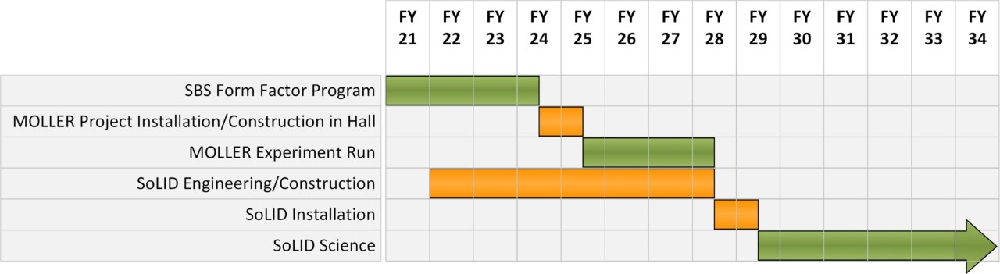 FY FY FY FY FY FY FY FY FY FY FY FY FY FY
21 22 23 24 25 26 27 28 29 30 31 32 33 34
SBS Form Factor Program
MOLLER Project Installation/Construction in Hall
MOLLER Experiment Run
SoLID Engineering/Construction
SoLID Installation
SoLID Science